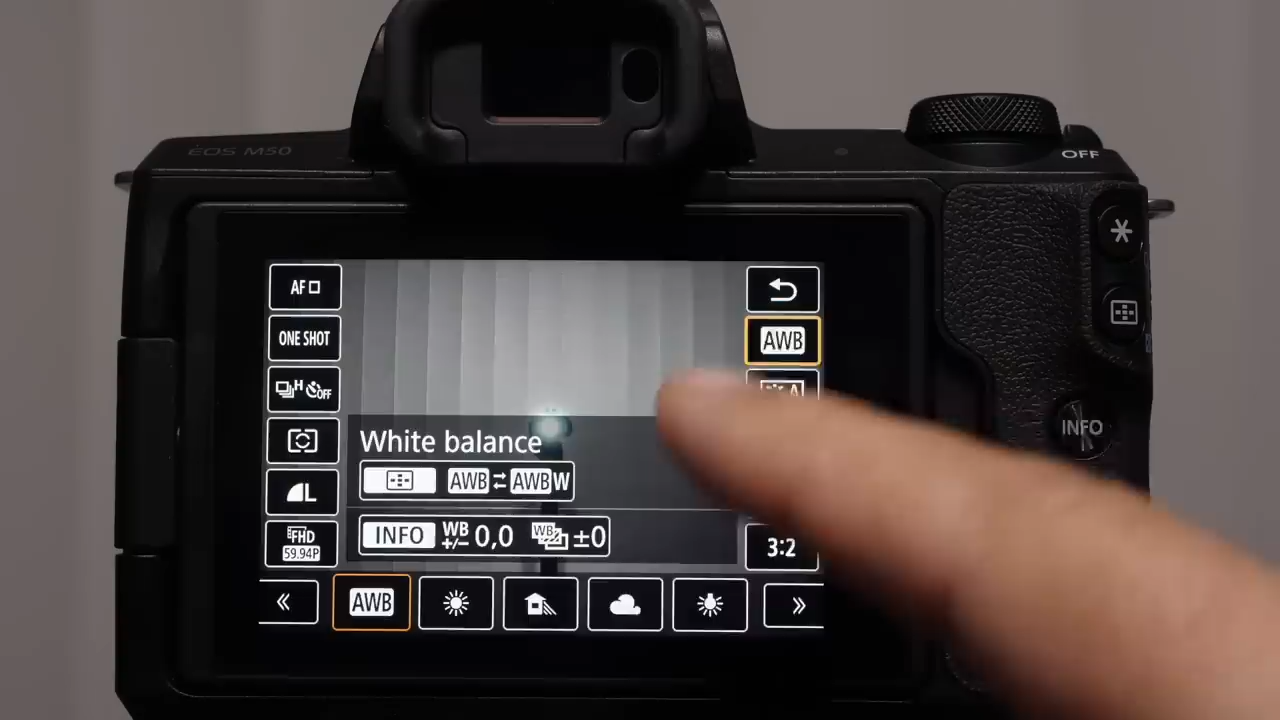 EOS M50
OFF
AF
ONE SHOT
AWB
H OFF
A
White balance
L
AWB AWBW
INFO
FHD
59.94P
INFO WB +/- 0,0 WB ±0
3:2
AWB